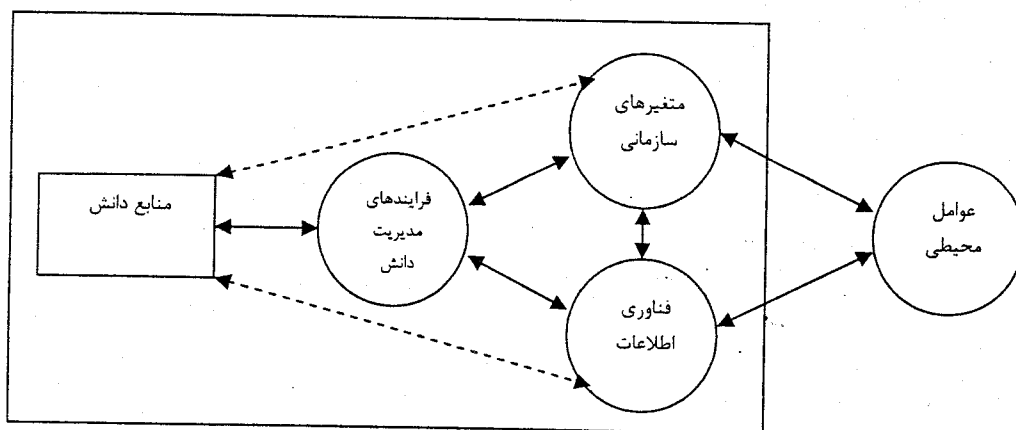 متغیرهای
سازمانی
عوامل
محیطی
فرایندهای
مدیریت
دانش
منابع دانش
فناوری
اطلاعات